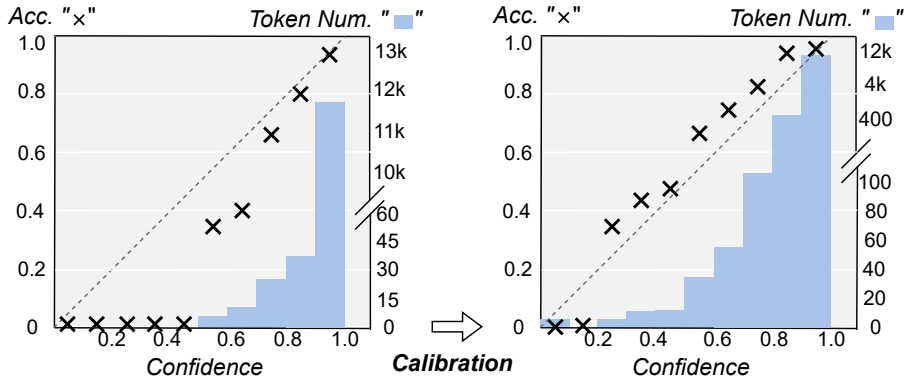 Acc. "×" Token Num. " "
1.0
0.8
0.6
0.4
0.2
0
13k
12k
11k
10k
60
45
30
15
0
0.2 0.4 0.6 0.8 1.0
Confidence
Calibration
Acc. "×" Token Num. " "
1.0
0.8
0.6
0.4
0.2
0
12k
4k
400
100
80
60
40
20
0
0.2 0.4 0.6 0.8 1.0
Confidence